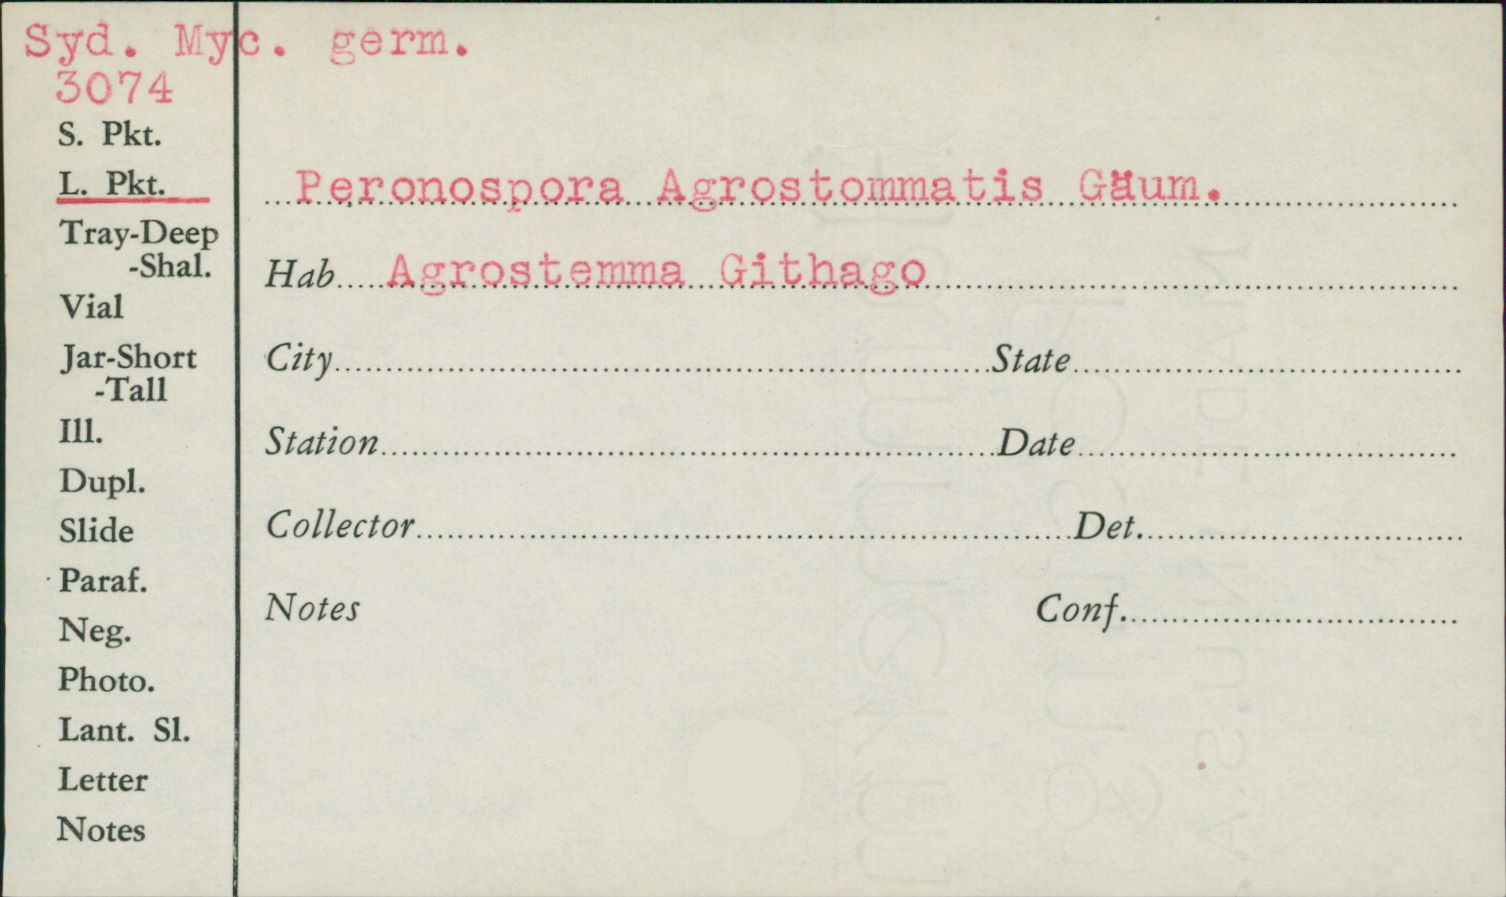 Syd. Myc. germ.
3074
S. Pkt.
L. Pkt.
Tray-Deep
-Shal.
Vial
Jar-Short
-Tall
Ill.
Dupl.
Slide
Paraf.
Neg.
Photo.
Lant. Sl.
Letter
Notes
Peronospora Agrostommatis Gäum.
Hab Agrostemma Githago
City State
Station Date
Collector Det.
Notes Conf.